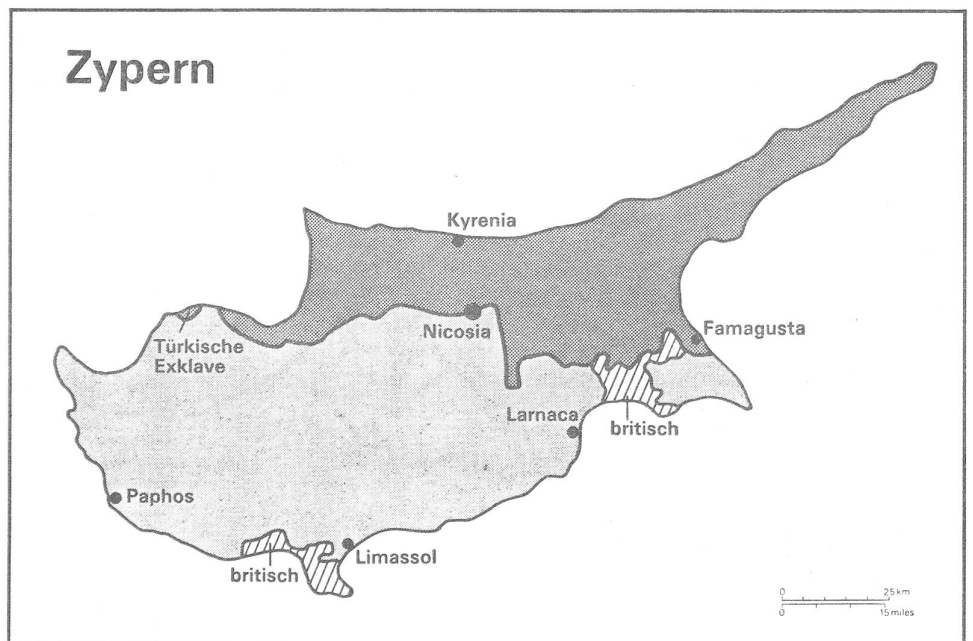 Zypern
Kyrenia
Nicosia
Famagusta
Türkische
Exklave
Larnaca
britisch
Paphos
Limassol
britisch
0 25 km
0 15 miles